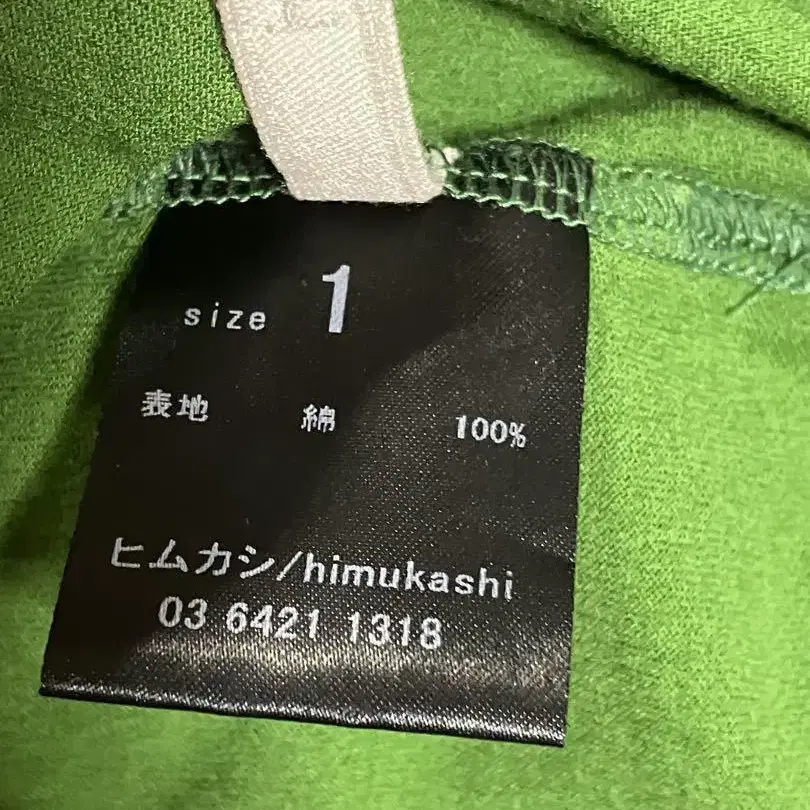 size 1
表地 綿 100%
ヒムカシ/himukashi
03 6421 1318